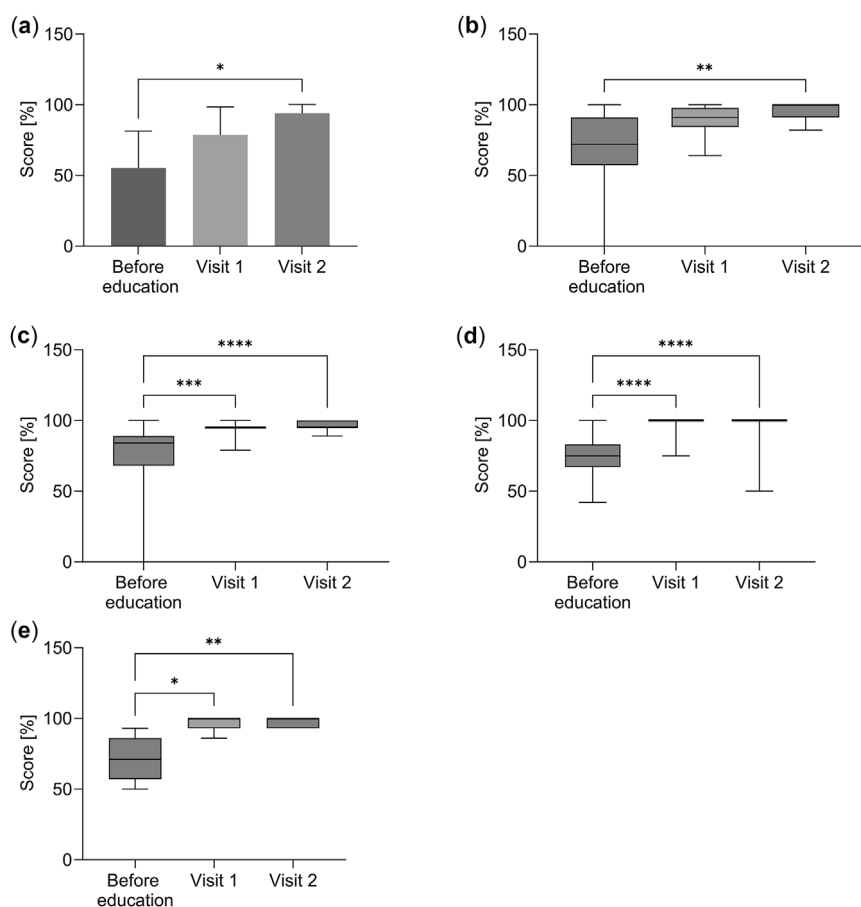 (a)
150
*
100
Score [%]
50
0
Before
education
Visit 1
Visit 2
(b)
150
**
100
Score [%]
50
0
Before
education
Visit 1
Visit 2
(c)
150
****
***
100
Score [%]
50
0
Before
education
Visit 1
Visit 2
(d)
150
****
****
100
Score [%]
50
0
Before
education
Visit 1
Visit 2
(e)
150
**
*
100
Score [%]
50
0
Before
education
Visit 1
Visit 2